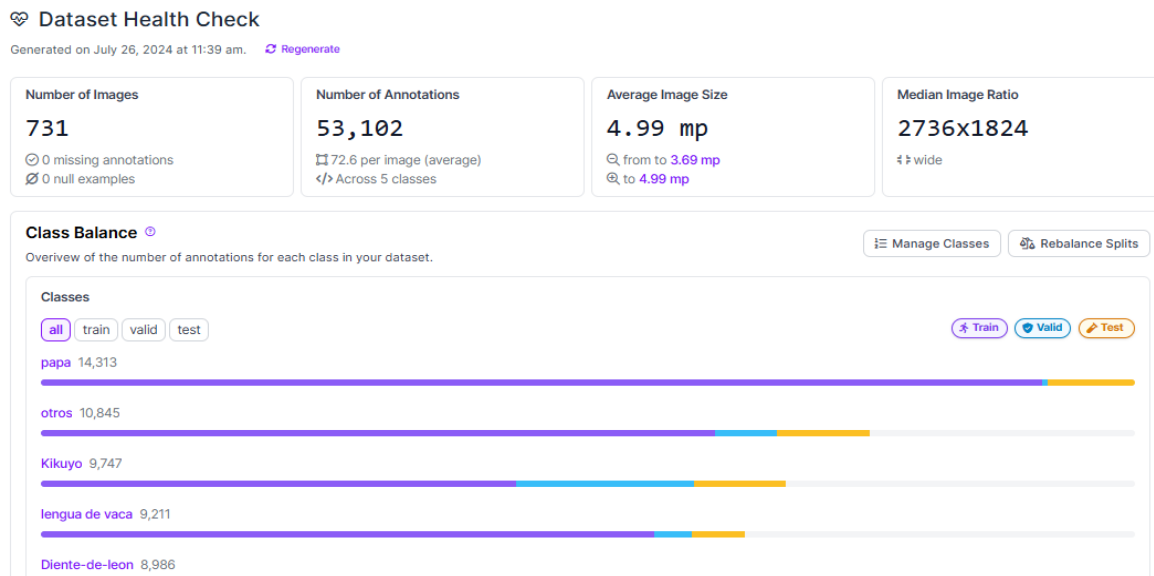 Dataset Health Check
Generated on July 26, 2024 at 11:39 am. Regenerate
Number of Images
731
0 missing annotations
0 null examples
Number of Annotations
53,102
72.6 per image (average)
Across 5 classes
Average Image Size
4.99 mp
from to 3.69 mp
to 4.99 mp
Median Image Ratio
2736x1824
wide
Class Balance
Overivew of the number of annotations for each class in your dataset.
Manage Classes
Rebalance Splits
Classes
all train valid test
Train Valid Test
papa 14,313
otros 10,845
Kikuyo 9,747
lengua de vaca 9,211
Diente-de-leon 8,986